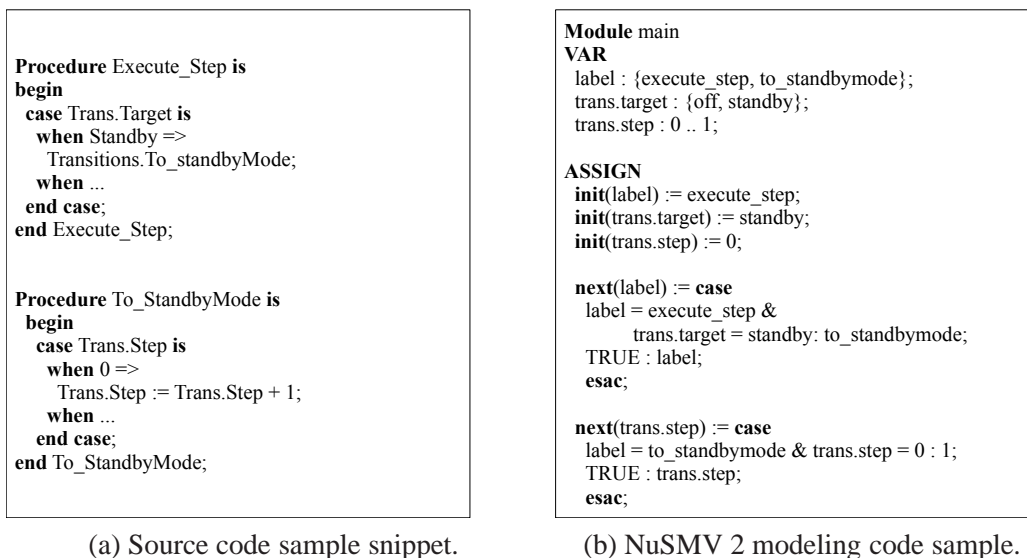 Procedure Execute_Step is
begin
case Trans.Target is
when Standby =>
Transitions.To_standbyMode;
when ...
end case;
end Execute_Step;
Procedure To_StandbyMode is
begin
case Trans.Step is
when 0 =>
Trans.Step := Trans.Step + 1;
when ...
end case;
end To_StandbyMode;
(a) Source code sample snippet.
Module main
VAR
label : {execute_step, to_standbymode};
trans.target : {off, standby};
trans.step : 0 .. 1;
ASSIGN
init(label) := execute_step;
init(trans.target) := standby;
init(trans.step) := 0;
next(label) := case
label = execute_step &
trans.target = standby: to_standbymode;
TRUE : label;
esac;
next(trans.step) := case
label = to_standbymode & trans.step = 0 : 1;
TRUE : trans.step;
esac;
(b) NuSMV 2 modeling code sample.